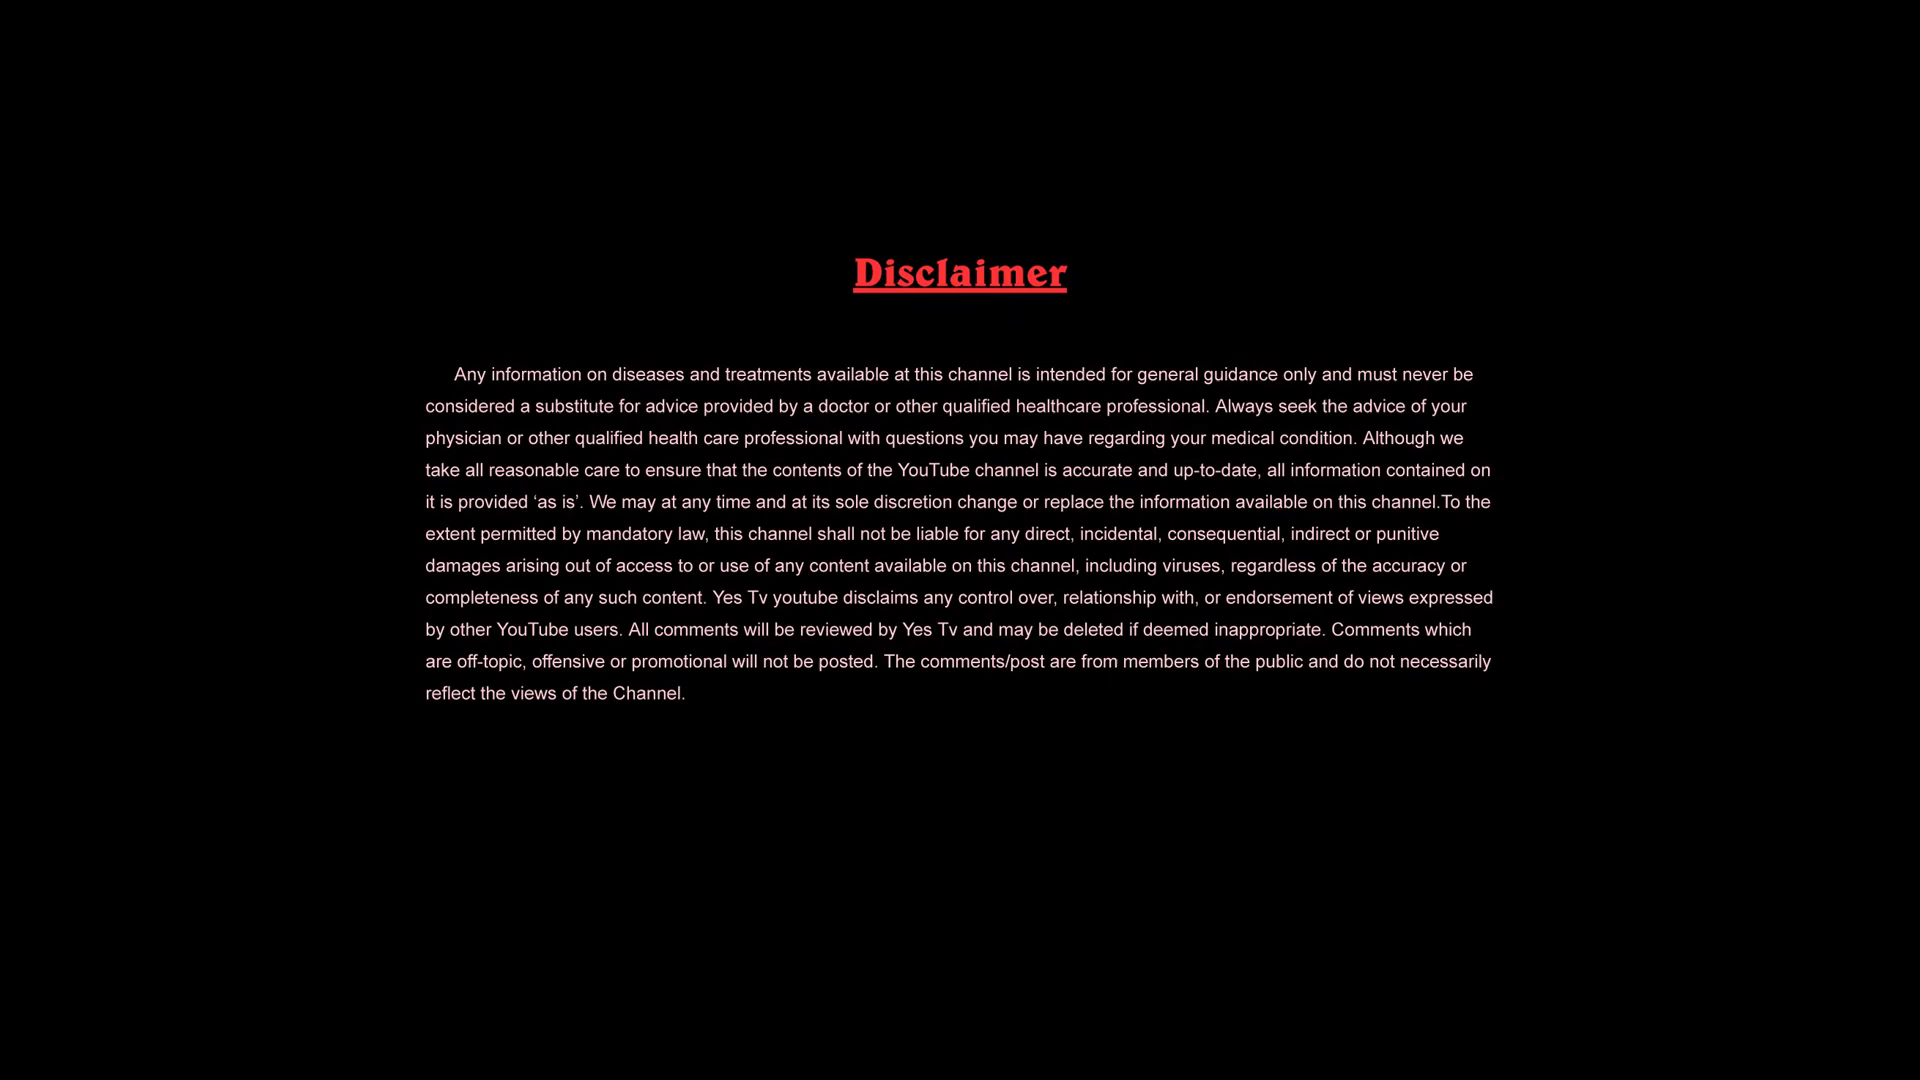 Disclaimer
Any information on diseases and treatments available at this channel is intended for general guidance only and must never be
considered a substitute for advice provided by a doctor or other qualified healthcare professional. Always seek the advice of your
physician or other qualified health care professional with questions you may have regarding your medical condition. Although we
take all reasonable care to ensure that the contents of the YouTube channel is accurate and up-to-date, all information contained on
it is provided ‘as is’. We may at any time and at its sole discretion change or replace the information available on this channel.To the
extent permitted by mandatory law, this channel shall not be liable for any direct, incidental, consequential, indirect or punitive
damages arising out of access to or use of any content available on this channel, including viruses, regardless of the accuracy or
completeness of any such content. Yes Tv youtube disclaims any control over, relationship with, or endorsement of views expressed
by other YouTube users. All comments will be reviewed by Yes Tv and may be deleted if deemed inappropriate. Comments which
are off-topic, offensive or promotional will not be posted. The comments/post are from members of the public and do not necessarily
reflect the views of the Channel.